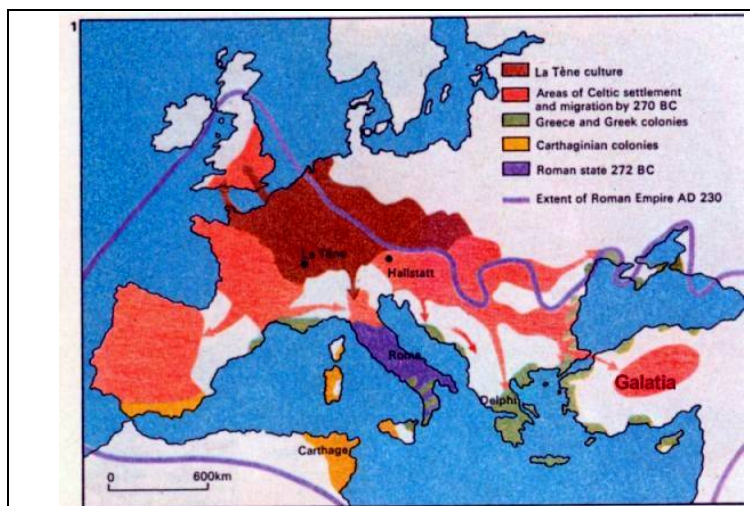 1
La Tène culture
Areas of Celtic settlement
and migration by 270 BC
Greece and Greek colonies
Carthaginian colonies
Roman state 272 BC
Extent of Roman Empire AD 230
La Tène
Hallstatt
Roma
Delphi
Galatia
Carthage
0
600km